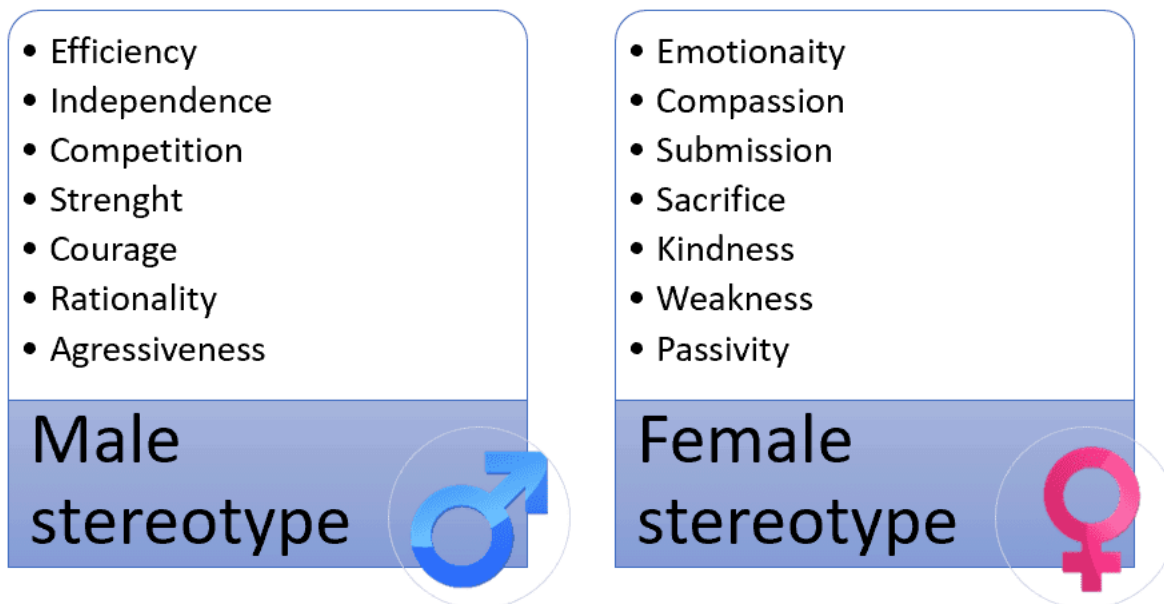 • Efficiency
• Independence
• Competition
• Strenght
• Courage
• Rationality
• Agressiveness
Male
stereotype
• Emotionaity
• Compassion
• Submission
• Sacrifice
• Kindness
• Weakness
• Passivity
Female
stereotype